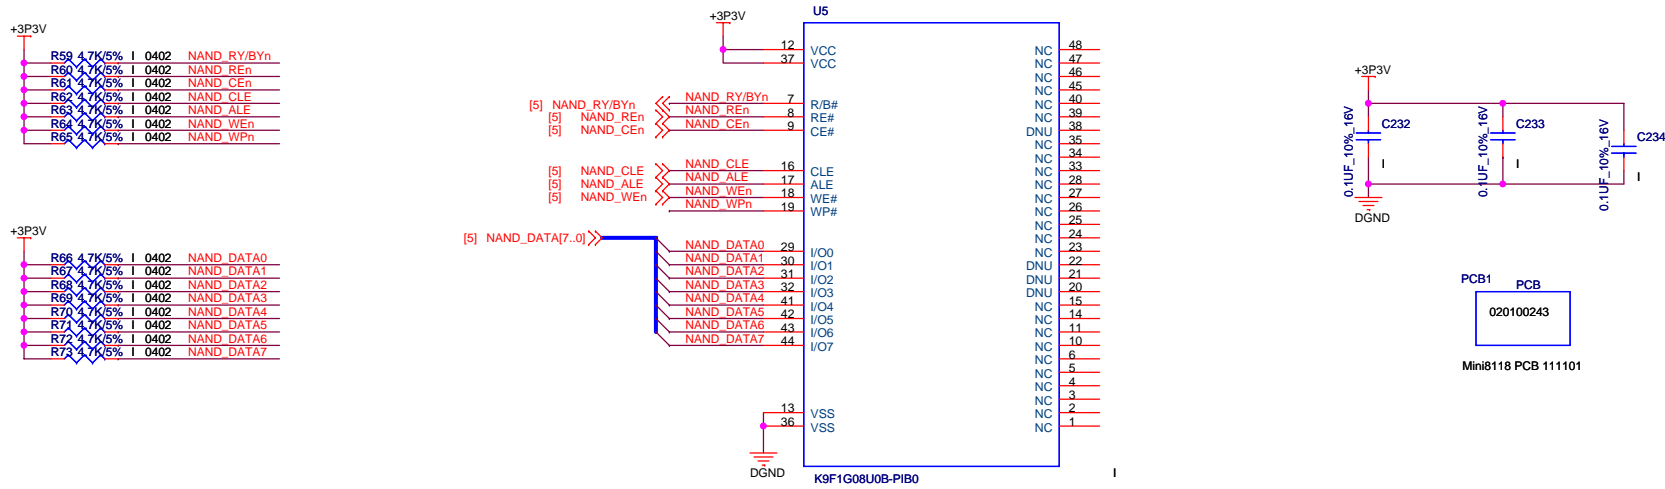 +3P3V
R59 4.7K/5% I 0402 NAND_RY/BYn
R60 4.7K/5% I 0402 NAND_REn
R61 4.7K/5% I 0402 NAND_CEn
R62 4.7K/5% I 0402 NAND_CLE
R63 4.7K/5% I 0402 NAND_ALE
R64 4.7K/5% I 0402 NAND_WEn
R65 4.7K/5% I 0402 NAND_WPn
+3P3V
R66 4.7K/5% I 0402 NAND_DATA0
R67 4.7K/5% I 0402 NAND_DATA1
R68 4.7K/5% I 0402 NAND_DATA2
R69 4.7K/5% I 0402 NAND_DATA3
R70 4.7K/5% I 0402 NAND_DATA4
R71 4.7K/5% I 0402 NAND_DATA5
R72 4.7K/5% I 0402 NAND_DATA6
R73 4.7K/5% I 0402 NAND_DATA7
U5
+3P3V
12 VCC
37 VCC
[5] NAND_RY/BYn NAND_RY/BYn 7 R/B#
[5] NAND_REn NAND_REn 8 RE#
[5] NAND_CEn NAND_CEn 9 CE#
[5] NAND_CLE NAND_CLE 16 CLE
[5] NAND_ALE NAND_ALE 17 ALE
[5] NAND_WEn NAND_WEn 18 WE#
NAND_WPn 19 WP#
[5] NAND_DATA[7..0]
NAND_DATA0 29 I/O0
NAND_DATA1 30 I/O1
NAND_DATA2 31 I/O2
NAND_DATA3 32 I/O3
NAND_DATA4 41 I/O4
NAND_DATA5 42 I/O5
NAND_DATA6 43 I/O6
NAND_DATA7 44 I/O7
13 VSS
36 VSS
DGND
NC 48
NC 47
NC 46
NC 45
NC 40
NC 39
DNU 38
NC 35
NC 34
NC 33
NC 28
NC 27
NC 26
NC 25
NC 24
NC 23
DNU 22
DNU 21
DNU 20
NC 15
NC 14
NC 11
NC 10
NC 6
NC 5
NC 4
NC 3
NC 2
NC 1
K9F1G08U0B-PIB0
I
+3P3V
0.1UF_10%_16V C232 I
0.1UF_10%_16V C233 I
0.1UF_10%_16V C234 I
DGND
PCB1 PCB
020100243
Mini8118 PCB 111101